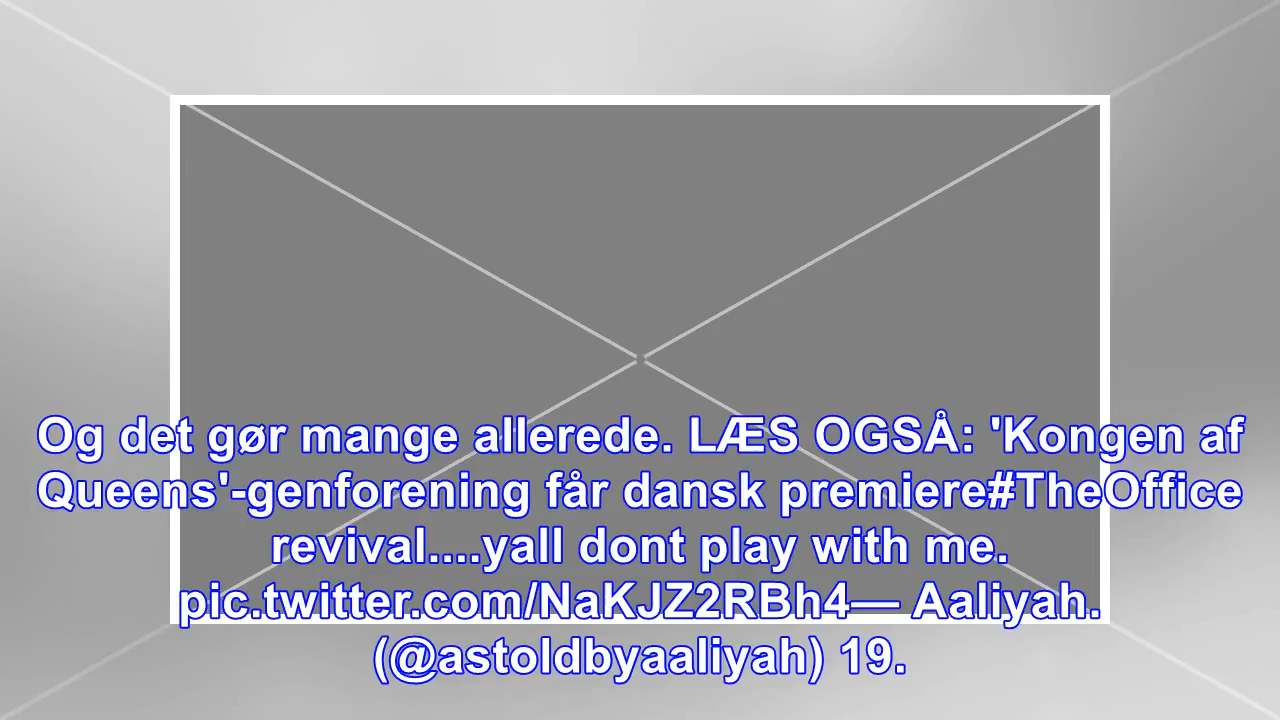 Og det gør mange allerede. LÆS OGSÅ: 'Kongen af
Queens'-genforening får dansk premiere#TheOffice
revival....yall dont play with me.
pic.twitter.com/NaKJZ2RBh4— Aaliyah.
(@astoldbyaaliyah) 19.